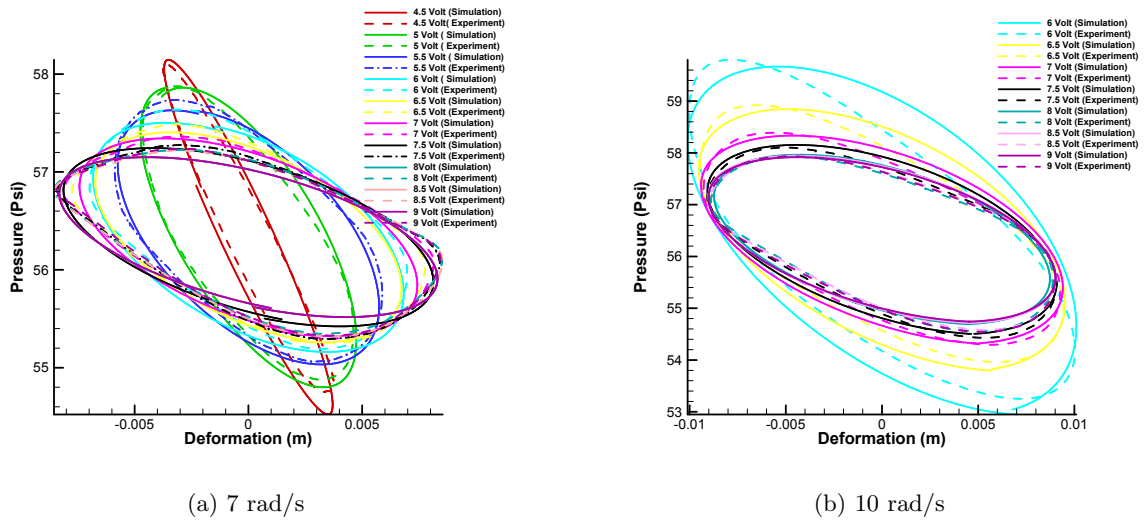 4.5 Volt (Simulation)
4.5 Volt( Experiment)
5 Volt ( Simulation)
5 Volt ( Experiment)
5.5 Volt ( Simulation)
5.5 Volt (Experiment)
6 Volt ( Simulation)
6 Volt (Experiment)
6.5 Volt (Simulation)
6.5 Volt (Experiment)
7 Volt (Simulation)
7 Volt (Experiment)
7.5 Volt (Simulation)
7.5 Volt (Experiment)
8Volt (Simulation)
8 Volt (Experiment)
8.5 Volt (Simulation)
8.5 Volt (Experiment)
9 Volt (Simulation)
9 Volt (Experiment)
58
57
56
55
Pressure (Psi)
-0.005
0
0.005
Deformation (m)
(a) 7 rad/s
6 Volt (Simulation)
6 Volt (Experiment)
6.5 Volt (Simulation)
6.5 Volt (Experiment)
7 Volt (Simulation)
7 Volt (Experiment)
7.5 Volt (Simulation)
7.5 Volt (Experiment)
8 Volt (Simulation)
8 Volt (Experiment)
8.5 Volt (Simulation)
8.5 Volt (Experiment)
9 Volt (Simulation)
9 Volt (Experiment)
59
58
57
56
55
54
53
Pressure (Psi)
-0.01
-0.005
0
0.005
0.01
Deformation (m)
(b) 10 rad/s